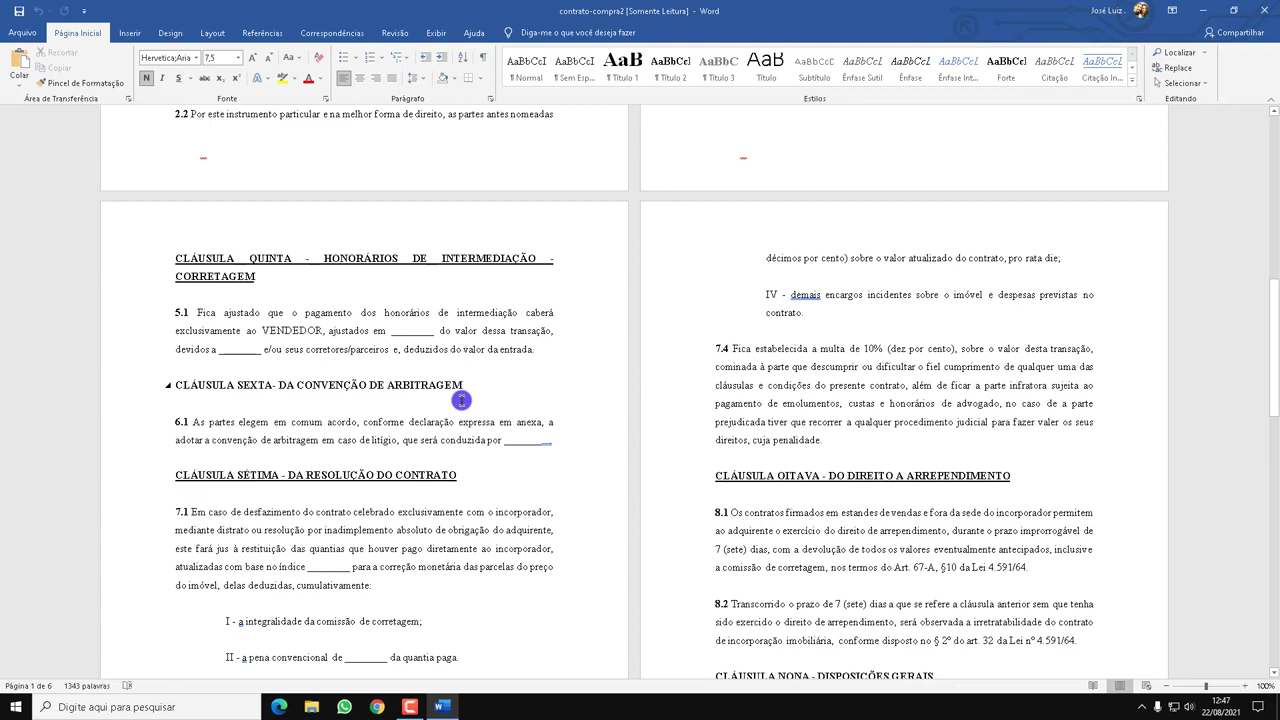 contrato-compra2 [Somente Leitura] - Word
José Luiz .
Arquivo Página Inicial Inserir Design Layout Referências Correspondências Revisão Exibir Ajuda Diga-me o que você deseja fazer Compartilhar
Colar
Recortar
Copiar
Pincel de Formatação
Área de Transferência
Helvetica;Aria 7,5
Fonte
Parágrafo
AaBbCcI AaBbCcI AaB AaBbCc AaBbC AaB AaBbCcI AaBbCcI AaBbCcI AaBbCcI AaBbCc AaBbCcI AaBbCcI
¶ Normal ¶ Sem Esp... ¶ Título 1 ¶ Título 2 ¶ Título 3 Título Subtítulo Ênfase Sutil Ênfase Ênfase Int... Forte Citação Citação In...
Estilos
Localizar
Replace
Selecionar
Editando
2.2 Por este instrumento particular e na melhor forma de direito, as partes antes nomeadas
CLÁUSULA QUINTA - HONORÁRIOS DE INTERMEDIAÇÃO -
CORRETAGEM
5.1 Fica ajustado que o pagamento dos honorários de intermediação caberá
exclusivamente ao VENDEDOR, ajustados em ________ do valor dessa transação,
devidos a ________ e/ou seus corretores/parceiros e, deduzidos do valor da entrada.
CLÁUSULA SEXTA- DA CONVENÇÃO DE ARBITRAGEM
6.1 As partes elegem em comum acordo, conforme declaração expressa em anexa, a
adotar a convenção de arbitragem em caso de litígio, que será conduzida por ________.
CLÁUSULA SÉTIMA - DA RESOLUÇÃO DO CONTRATO
7.1 Em caso de desfazimento do contrato celebrado exclusivamente com o incorporador,
mediante distrato ou resolução por inadimplemento absoluto de obrigação do adquirente,
este fará jus à restituição das quantias que houver pago diretamente ao incorporador,
atualizadas com base no índice ________ para a correção monetária das parcelas do preço
do imóvel, delas deduzidas, cumulativamente:
I - a integralidade da comissão de corretagem;
II - a pena convencional de ________ da quantia paga.
décimos por cento) sobre o valor atualizado do contrato, pro rata die;
IV - demais encargos incidentes sobre o imóvel e despesas previstas no
contrato.
7.4 Fica estabelecida a multa de 10% (dez por cento), sobre o valor desta transação,
cominada à parte que descumprir ou dificultar o fiel cumprimento de qualquer uma das
cláusulas e condições do presente contrato, além de ficar a parte infratora sujeita ao
pagamento de emolumentos, custas e honorários de advogado, no caso de a parte
prejudicada tiver que recorrer a qualquer procedimento judicial para fazer valer os seus
direitos, cuja penalidade.
CLÁUSULA OITAVA - DO DIREITO A ARREPENDIMENTO
8.1 Os contratos firmados em estandes de vendas e fora da sede do incorporador permitem
ao adquirente o exercício do direito de arrependimento, durante o prazo improrrogável de
7 (sete) dias, com a devolução de todos os valores eventualmente antecipados, inclusive
a comissão de corretagem, nos termos do Art. 67-A, §10 da Lei 4.591/64.
8.2 Transcorrido o prazo de 7 (sete) dias a que se refere a cláusula anterior sem que tenha
sido exercido o direito de arrependimento, será observada a irretratabilidade do contrato
de incorporação imobiliária, conforme disposto no § 2º do art. 32 da Lei nº 4.591/64.
CLÁUSULA NONA - DISPOSIÇÕES GERAIS
Página 1 de 6 1343 palavras 100%
Digite aqui para pesquisar
12:47
22/08/2021